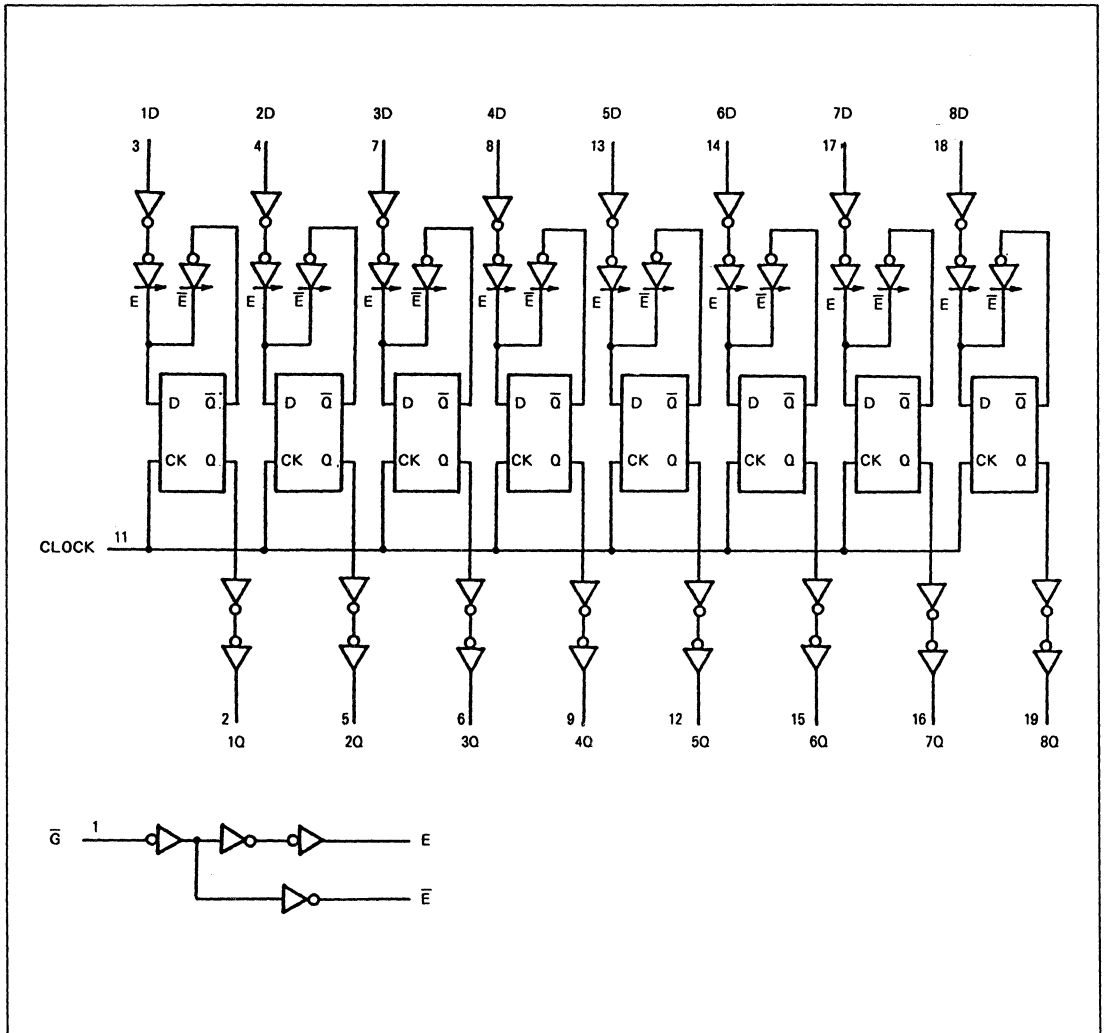 1D 2D 3D 4D 5D 6D 7D 8D
3 4 7 8 13 14 17 18
E E̅ E E̅ E E̅ E E̅ E E̅ E E̅ E E̅ E E̅
D Q̅ D Q̅ D Q̅ D Q̅ D Q̅ D Q̅ D Q̅ D Q̅
CK Q CK Q CK Q CK Q CK Q CK Q CK Q CK Q
CLOCK 11
2 5 6 9 12 15 16 19
1Q 2Q 3Q 4Q 5Q 6Q 7Q 8Q
G̅ 1 E
E̅